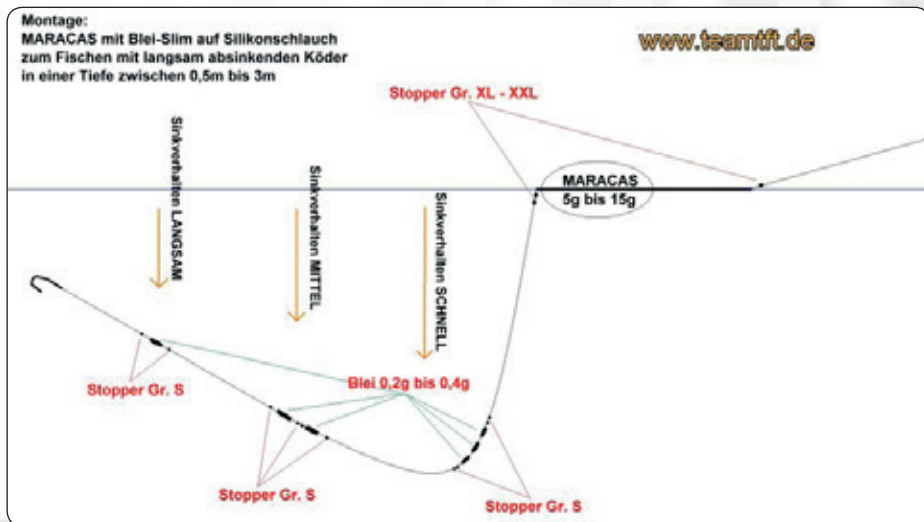 Montage:
MARACAS mit Blei-Slim auf Silikonschlauch
zum Fischen mit langsam absinkenden Köder
in einer Tiefe zwischen 0,5m bis 3m
www.teamtft.de
Stopper Gr. XL - XXL
MARACAS
5g bis 15g
Sinkverhalten LANGSAM
Sinkverhalten MITTEL
Sinkverhalten SCHNELL
Blei 0,2g bis 0,4g
Stopper Gr. S
Stopper Gr. S
Stopper Gr. S